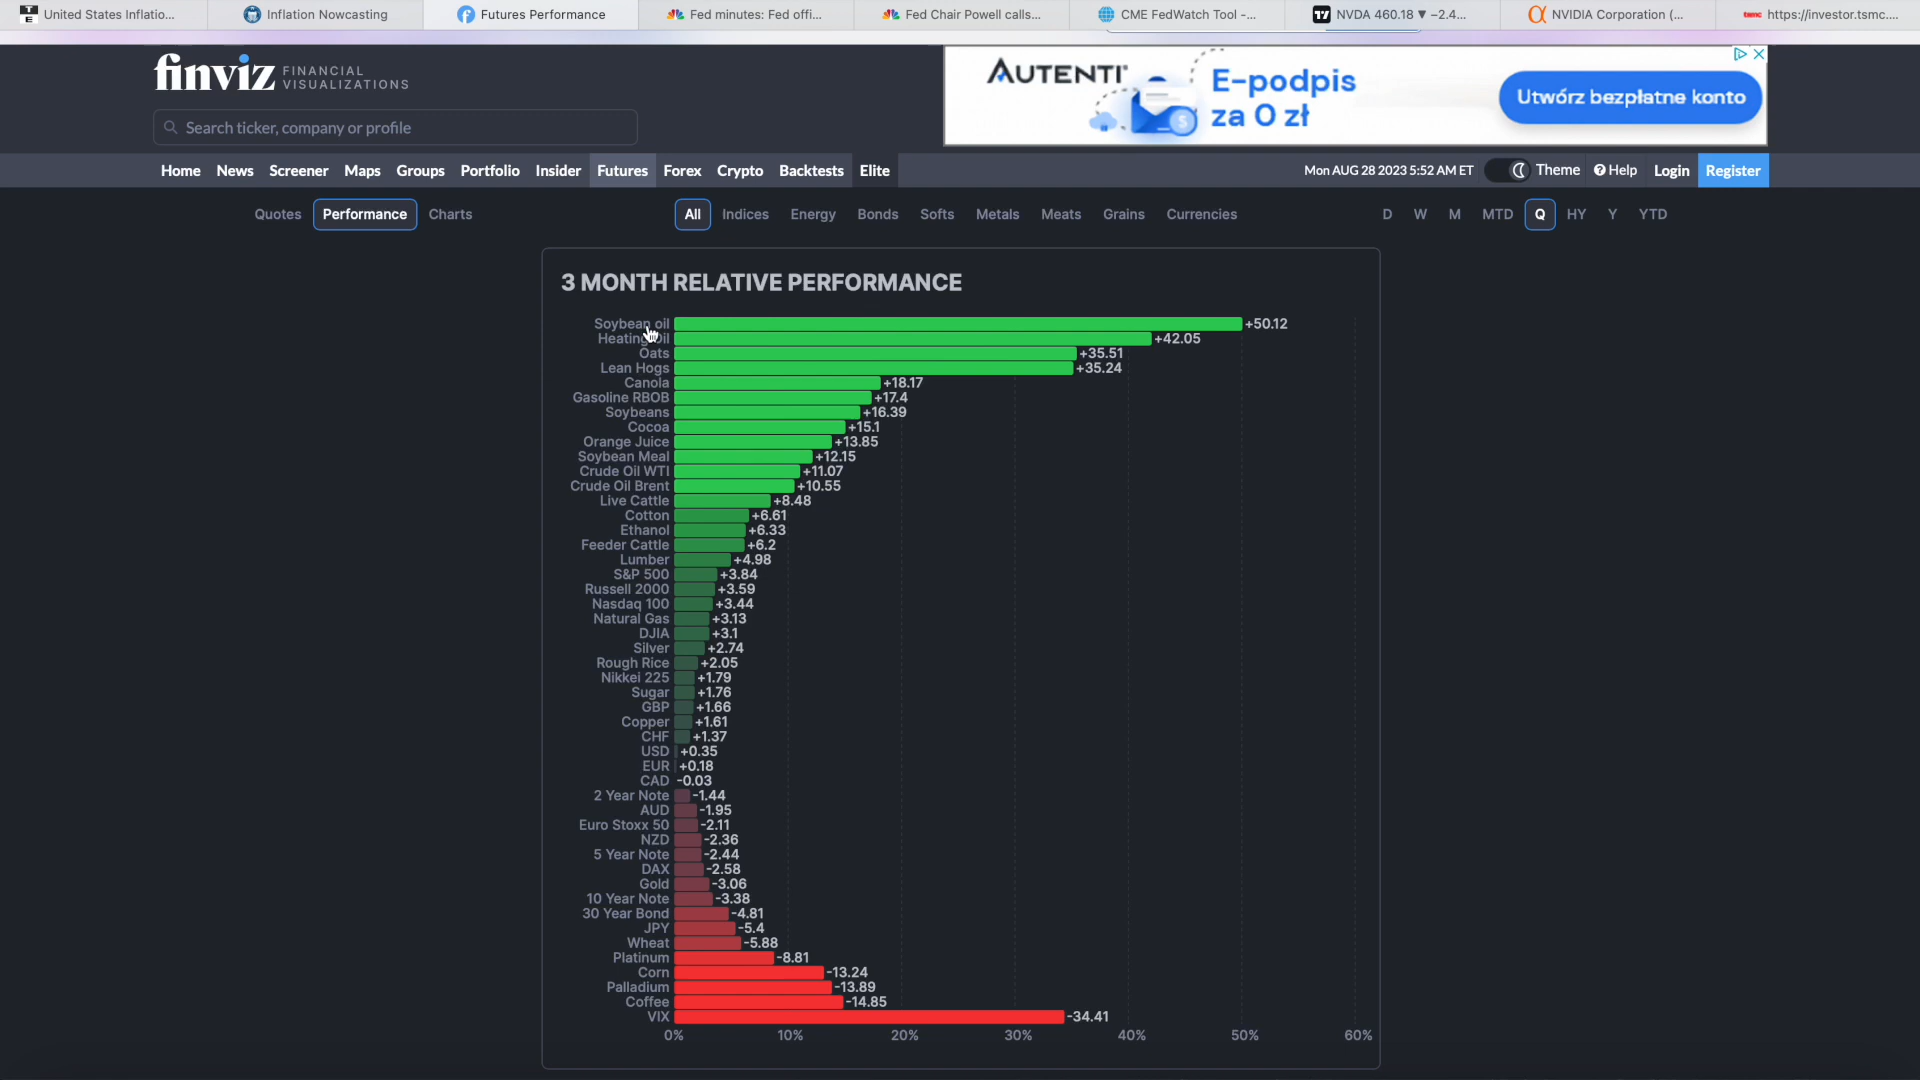 United States Inflatio...
Inflation Nowcasting
Futures Performance
Fed minutes: Fed offi...
Fed Chair Powell calls...
CME FedWatch Tool -...
NVDA 460.18 ▼ −2.4...
NVIDIA Corporation (...
https://investor.tsmc....
finviz FINANCIAL
VISUALIZATIONS
AUTENTI
E-podpis
za 0 zł
Utwórz bezpłatne konto
Search ticker, company or profile
Home News Screener Maps Groups Portfolio Insider Futures Forex Crypto Backtests Elite
Mon AUG 28 2023 5:52 AM ET Theme Help Login Register
Quotes Performance Charts
All Indices Energy Bonds Softs Metals Meats Grains Currencies
D W M MTD Q HY Y YTD
3 MONTH RELATIVE PERFORMANCE
Soybean oil +50.12
Heating Oil +42.05
Oats +35.51
Lean Hogs +35.24
Canola +18.17
Gasoline RBOB +17.4
Soybeans +16.39
Cocoa +15.1
Orange Juice +13.85
Soybean Meal +12.15
Crude Oil WTI +11.07
Crude Oil Brent +10.55
Live Cattle +8.48
Cotton +6.61
Ethanol +6.33
Feeder Cattle +6.2
Lumber +4.98
S&P 500 +3.84
Russell 2000 +3.59
Nasdaq 100 +3.44
Natural Gas +3.13
DJIA +3.1
Silver +2.74
Rough Rice +2.05
Nikkei 225 +1.79
Sugar +1.76
GBP +1.66
Copper +1.61
CHF +1.37
USD +0.35
EUR +0.18
CAD -0.03
2 Year Note -1.44
AUD -1.95
Euro Stoxx 50 -2.11
NZD -2.36
5 Year Note -2.44
DAX -2.58
Gold -3.06
10 Year Note -3.38
30 Year Bond -4.81
JPY -5.4
Wheat -5.88
Platinum -8.81
Corn -13.24
Palladium -13.89
Coffee -14.85
VIX -34.41
0% 10% 20% 30% 40% 50% 60%